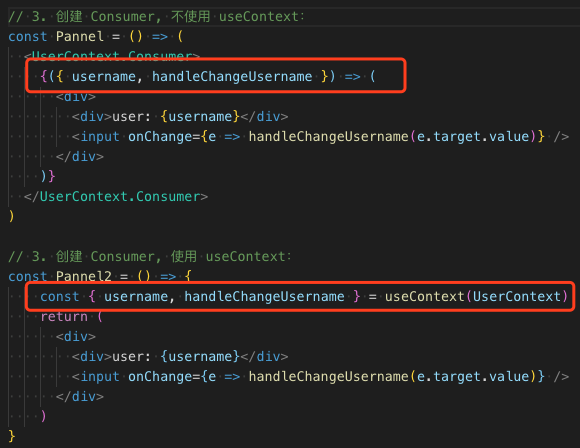 // 3. 创建 Consumer, 不使用 useContext:
const Pannel = () => (
<UserContext.Consumer>
{({ username, handleChangeUsername }) => (
<div>
<div>user: {username}</div>
<input onChange={e => handleChangeUsername(e.target.value)} />
</div>
)}
</UserContext.Consumer>
)
// 3. 创建 Consumer, 使用 useContext:
const Pannel2 = () => {
const { username, handleChangeUsername } = useContext(UserContext)
return (
<div>
<div>user: {username}</div>
<input onChange={e => handleChangeUsername(e.target.value)} />
</div>
)
}